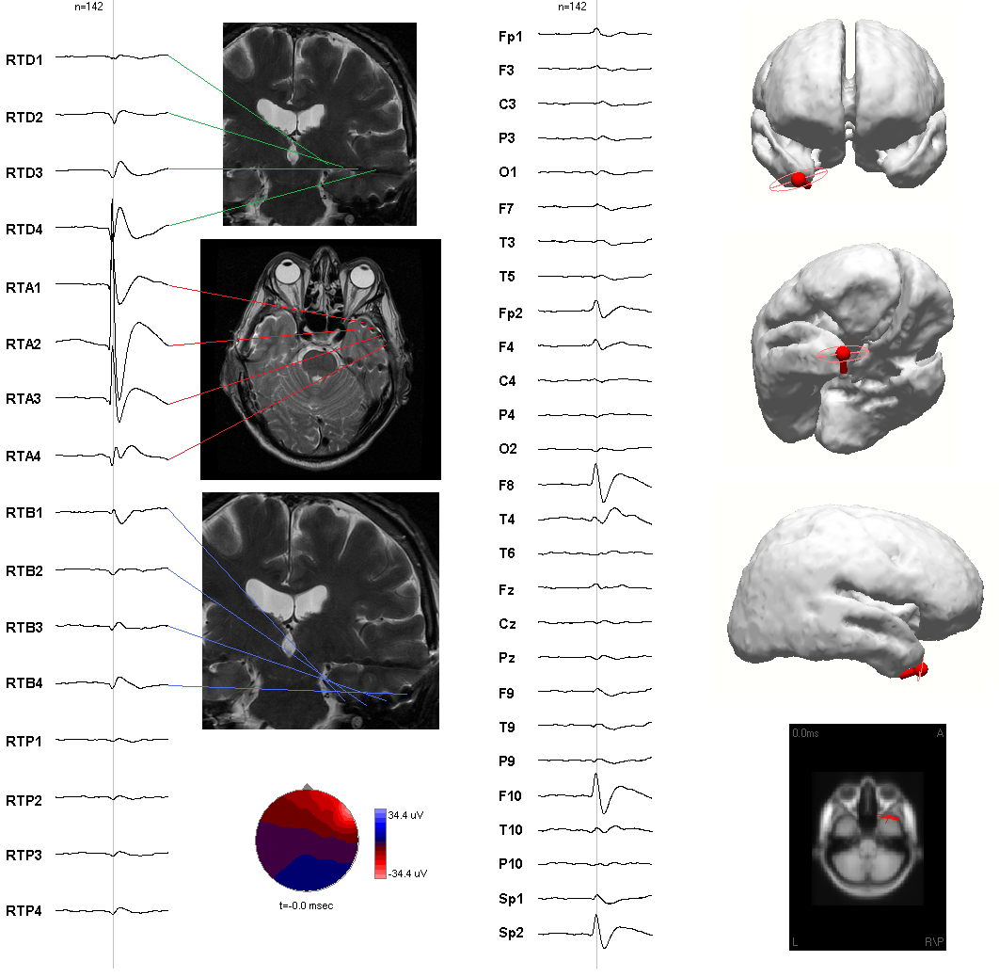 n=142
RTD1
RTD2
RTD3
RTD4
RTA1
RTA2
RTA3
RTA4
RTB1
RTB2
RTB3
RTB4
RTP1
RTP2
RTP3
RTP4
34.4 uV
-34.4 uV
t=-0.0 msec
n=142
Fp1
F3
C3
P3
O1
F7
T3
T5
Fp2
F4
C4
P4
O2
F8
T4
T6
Fz
Cz
Pz
F9
T9
P9
F10
T10
P10
Sp1
Sp2
0.0ms
A
L
R\P